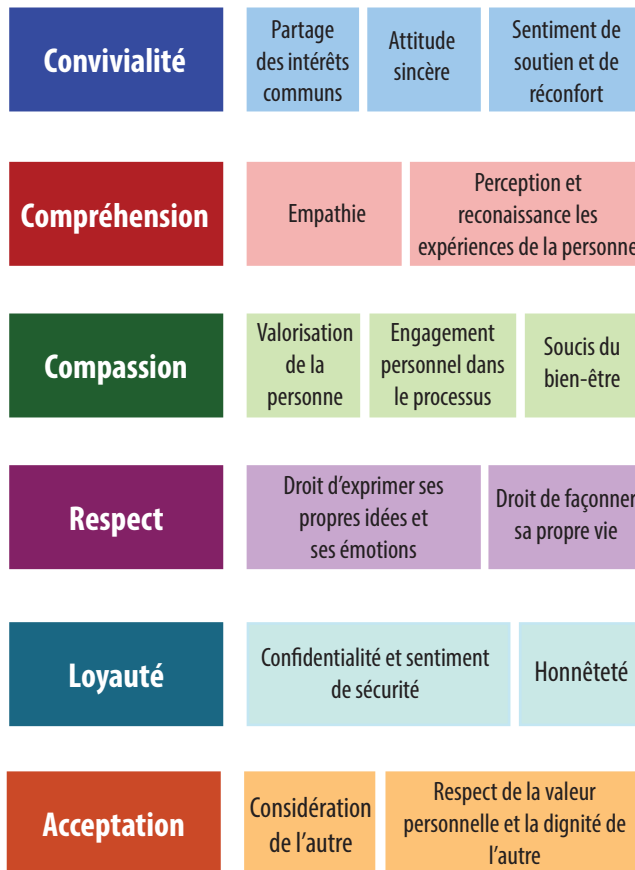 Convivialité
Partage
des intérêts
communs
Attitude
sincère
Sentiment de
soutien et de
réconfort
Compréhension
Empathie
Perception et
reconaissance les
expériences de la personne
Compassion
Valorisation
de la
personne
Engagement
personnel dans
le processus
Soucis du
bien-être
Respect
Droit d'exprimer ses
propres idées et
ses émotions
Droit de façonner
sa propre vie
Loyauté
Confidentialité et sentiment
de sécurité
Honnêteté
Acceptation
Considération
de l'autre
Respect de la valeur
personnelle et la dignité de
l'autre